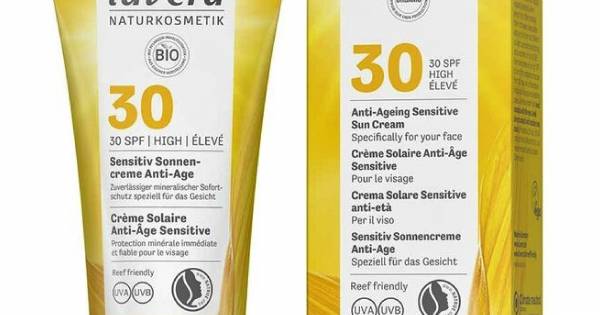 lavera
NATURKOSMETIK
BIO
30
30 SPF | HIGH | ÉLEVÉ
Sensitiv Sonnen-
creme Anti-Age
Zuverlässiger mineralischer Sofort-
schutz speziell für das Gesicht
Crème Solaire
Anti-Âge Sensitive
Protection minérale immédiate
et fiable pour le visage
Reef friendly
UVA UVB
30
30 SPF
HIGH
ÉLEVÉ
Anti-Ageing Sensitive
Sun Cream
Specifically for your face
Crème Solaire Anti-Âge
Sensitive
Pour le visage
Crema Solare Sensitive
anti-età
Per il viso
Sensitiv Sonnencreme
Anti-Age
Speziell für das Gesicht
Reef friendly
UVA UVB